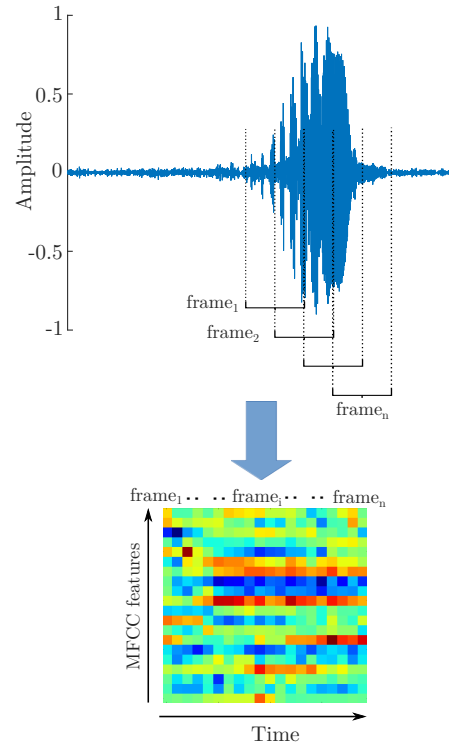 1
0.5
0
-0.5
-1
Amplitude
frame₁
frame₂
frameₙ
frame₁ .. .. frameᵢ .. .. frameₙ
MFCC features
Time